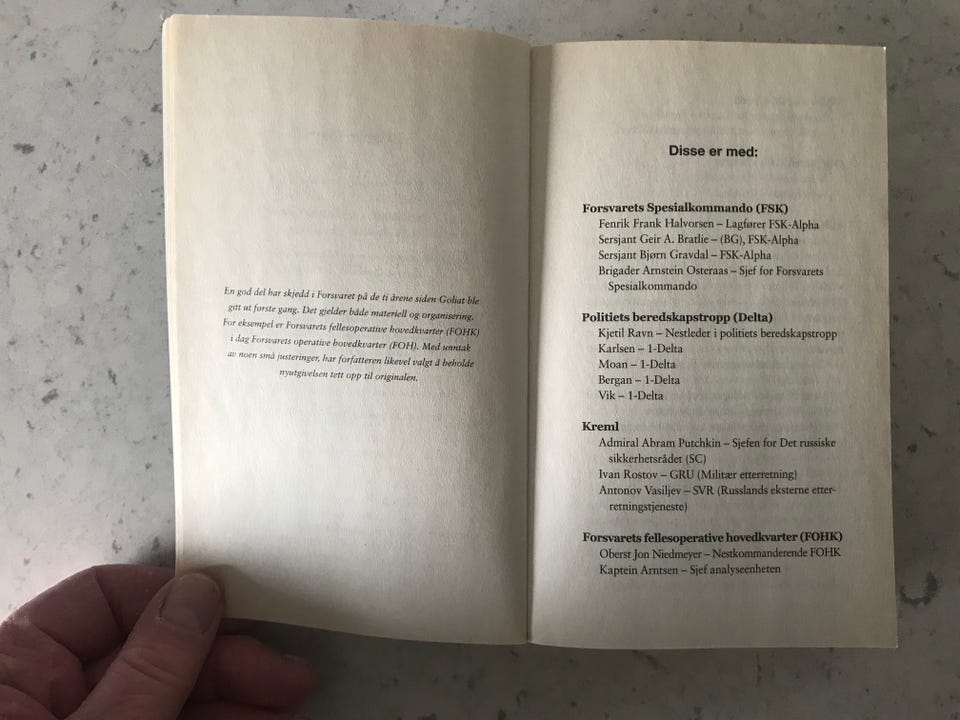 En god del har skjedd i Forsvaret på de ti årene siden Goliat ble
gitt ut første gang. Det gjelder både materiell og organisering.
For eksempel er Forsvarets fellesoperative hovedkvarter (FOHK)
i dag Forsvarets operative hovedkvarter (FOH). Med unntak
av noen små justeringer, har forfatteren likevel valgt å beholde
nyutgivelsen tett opp til originalen.
Disse er med:
Forsvarets Spesialkommando (FSK)
Fenrik Frank Halvorsen – Lagfører FSK-Alpha
Sersjant Geir A. Bratlie – (BG), FSK-Alpha
Sersjant Bjørn Gravdal – FSK-Alpha
Brigader Arnstein Osteraas – Sjef for Forsvarets
Spesialkommando
Politiets beredskapstropp (Delta)
Kjetil Ravn – Nestleder i politiets beredskapstropp
Karlsen – 1-Delta
Moan – 1-Delta
Bergan – 1-Delta
Vik – 1-Delta
Kreml
Admiral Abram Putchkin – Sjefen for Det russiske
sikkerhetsrådet (SC)
Ivan Rostov – GRU (Militær etterretning)
Antonov Vasiljev – SVR (Russlands eksterne etter-
retningstjeneste)
Forsvarets fellesoperative hovedkvarter (FOHK)
Oberst Jon Niedmeyer – Nestkommanderende FOHK
Kaptein Arntsen – Sjef analyseenheten